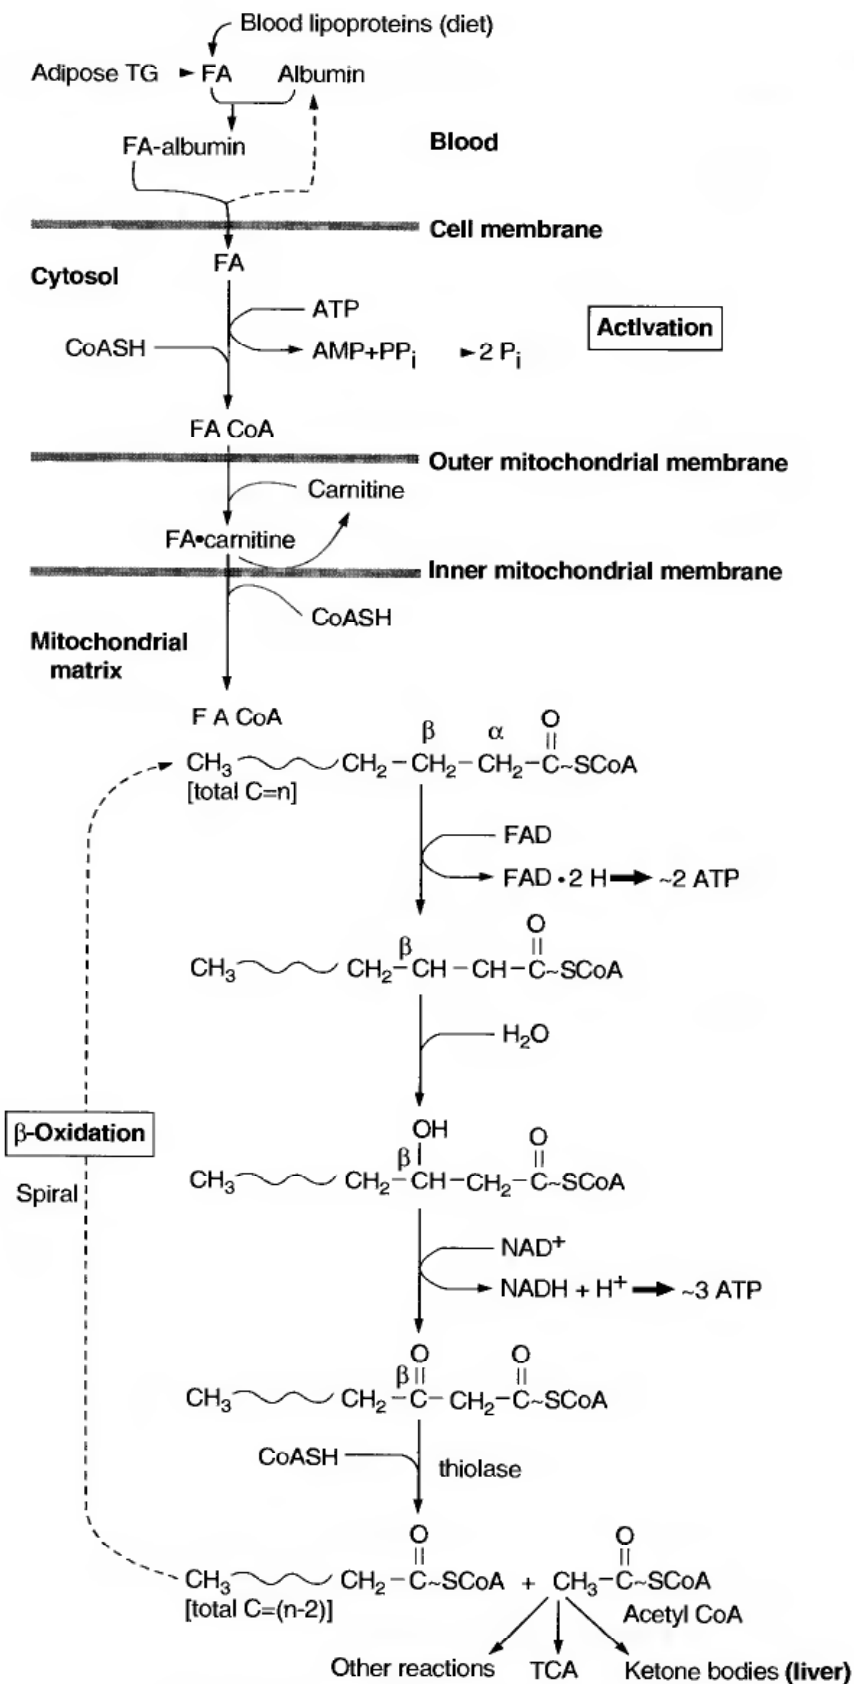 Blood lipoproteins (diet)
Adipose TG ► FA Albumin
FA-albumin
Blood
Cell membrane
FA
Cytosol
ATP
Activation
CoASH
AMP+PPi ►2 Pi
FA CoA
Outer mitochondrial membrane
Carnitine
FA•carnitine
Inner mitochondrial membrane
CoASH
Mitochondrial
matrix
F A CoA
β α O
CH3 CH2–CH2–CH2–C~SCoA
[total C=n]
FAD
FAD•2 H ~2 ATP
O
β
CH3 CH2–CH–CH–C~SCoA
H2O
β-Oxidation
Spiral
OH
O
β
CH3 CH2–CH–CH2–C~SCoA
NAD+
NADH + H+ ~3 ATP
O O
β
CH3 CH2–C–CH2–C~SCoA
CoASH
thiolase
O O
CH3 CH2–C~SCoA + CH3–C~SCoA
[total C=(n-2)] Acetyl CoA
Other reactions TCA Ketone bodies (liver)